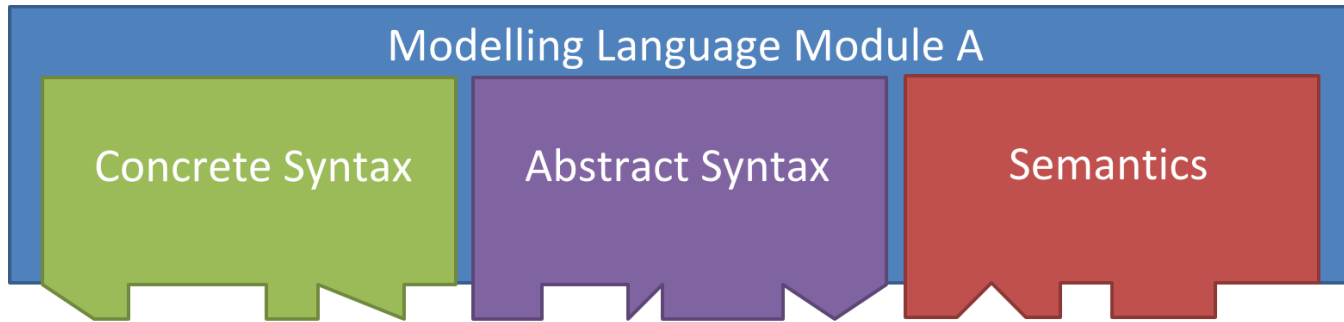 Modelling Language Module A
Concrete Syntax
Abstract Syntax
Semantics